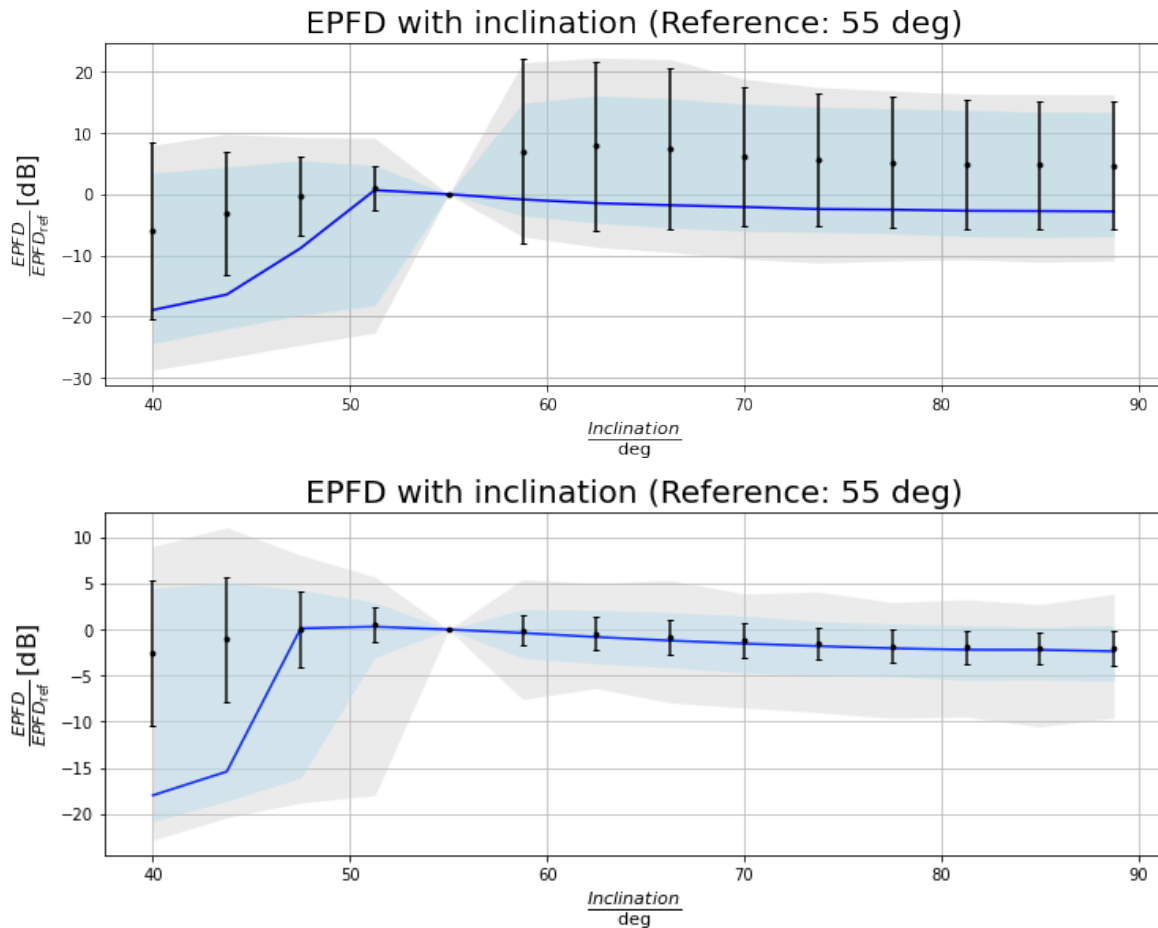 EPFD with inclination (Reference: 55 deg)
20
10
0
−10
−20
−30
EPFD
EPFD_ref [dB]
40
50
60
70
80
90
Inclination
deg
EPFD with inclination (Reference: 55 deg)
10
5
0
−5
−10
−15
−20
EPFD
EPFD_ref [dB]
40
50
60
70
80
90
Inclination
deg